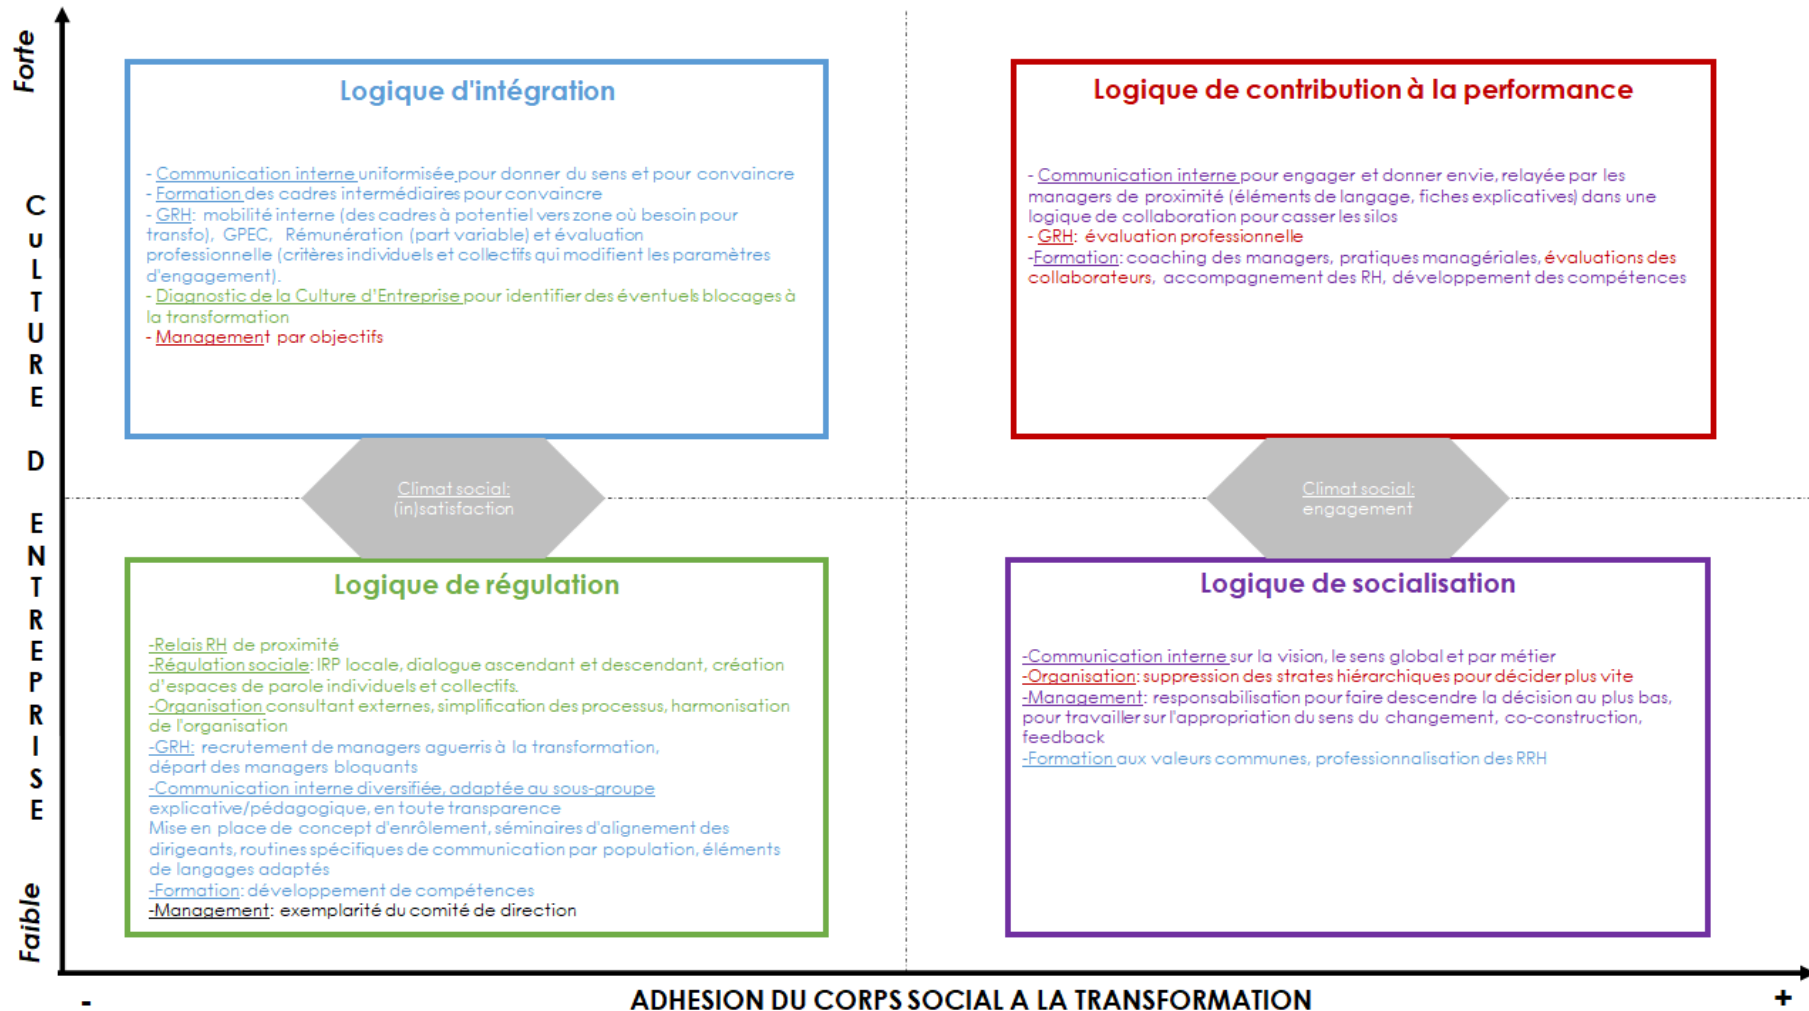 Forte
CULTURE D ENTREPRISE
Faible
Logique d'intégration
- Communication interne uniformisée pour donner du sens et pour convaincre
- Formation des cadres intermédiaires pour convaincre
- GRH: mobilité interne (des cadres à potentiel vers zone où besoin pour
transfo), GPEC, Rémunération (part variable) et évaluation
professionnelle (critères individuels et collectifs qui modifient les paramètres
d'engagement).
- Diagnostic de la Culture d'Entreprise pour identifier des éventuels blocages à
la transformation
- Management par objectifs
Logique de contribution à la performance
- Communication interne pour engager et donner envie, relayée par les
managers de proximité (éléments de langage, fiches explicatives) dans une
logique de collaboration pour casser les silos
- GRH: évaluation professionnelle
-Formation: coaching des managers, pratiques managériales, évaluations des
collaborateurs, accompagnement des RH, développement des compétences
Climat social:
(in)satisfaction
Climat social:
engagement
Logique de régulation
-Relais RH de proximité
-Régulation sociale: IRP locale, dialogue ascendant et descendant, création
d'espaces de parole individuels et collectifs.
-Organisation consultant externes, simplification des processus, harmonisation
de l'organisation
-GRH: recrutement de managers aguerris à la transformation,
départ des managers bloquants
-Communication interne diversifiée, adaptée au sous-groupe
explicative/pédagogique, en toute transparence
Mise en place de concept d'enrôlement, séminaires d'alignement des
dirigeants, routines spécifiques de communication par population, éléments
de langages adaptés
-Formation: développement de compétences
-Management: exemplarité du comité de direction
Logique de socialisation
-Communication interne sur la vision, le sens global et par métier
-Organisation: suppression des strates hiérarchiques pour décider plus vite
-Management: responsabilisation pour faire descendre la décision au plus bas,
pour travailler sur l'appropriation du sens du changement, co-construction,
feedback
-Formation aux valeurs communes, professionnalisation des RRH
- ADHESION DU CORPS SOCIAL A LA TRANSFORMATION +